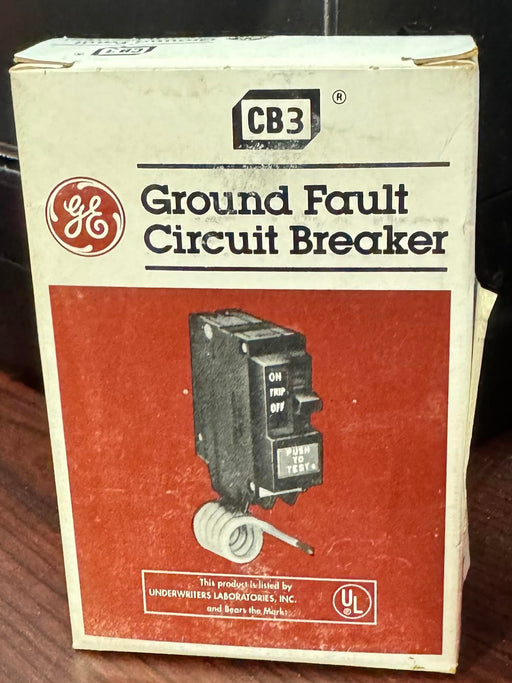 CB3
CB3 ®
GE
Ground Fault
Circuit Breaker
ON
TRIP
OFF
PUSH
TO
TEST
This product is listed by
UNDERWRITERS LABORATORIES, INC.
and Bears the Mark:
UL
®